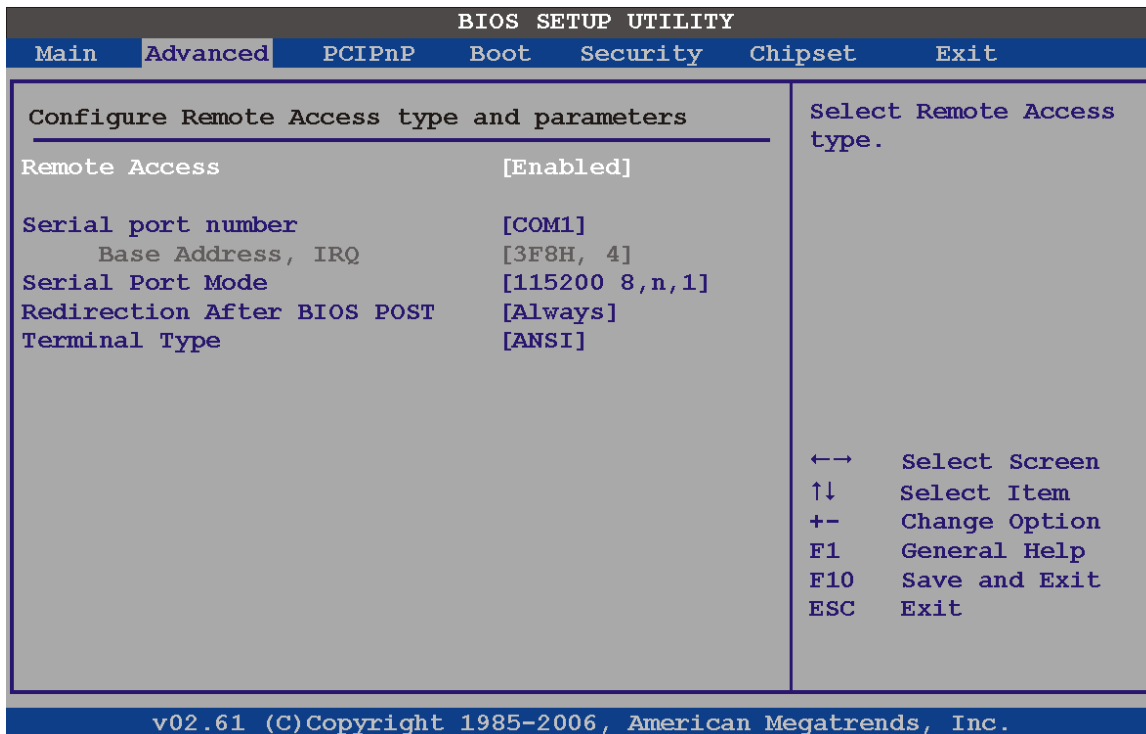 BIOS SETUP UTILITY
Main Advanced PCIPnP Boot Security Chipset Exit
Configure Remote Access type and parameters
Remote Access [Enabled]
Serial port number [COM1]
Base Address, IRQ [3F8H, 4]
Serial Port Mode [115200 8,n,1]
Redirection After BIOS POST [Always]
Terminal Type [ANSI]
Select Remote Access
type.
←→ Select Screen
↑↓ Select Item
+- Change Option
F1 General Help
F10 Save and Exit
ESC Exit
v02.61 (C)Copyright 1985-2006, American Megatrends, Inc.